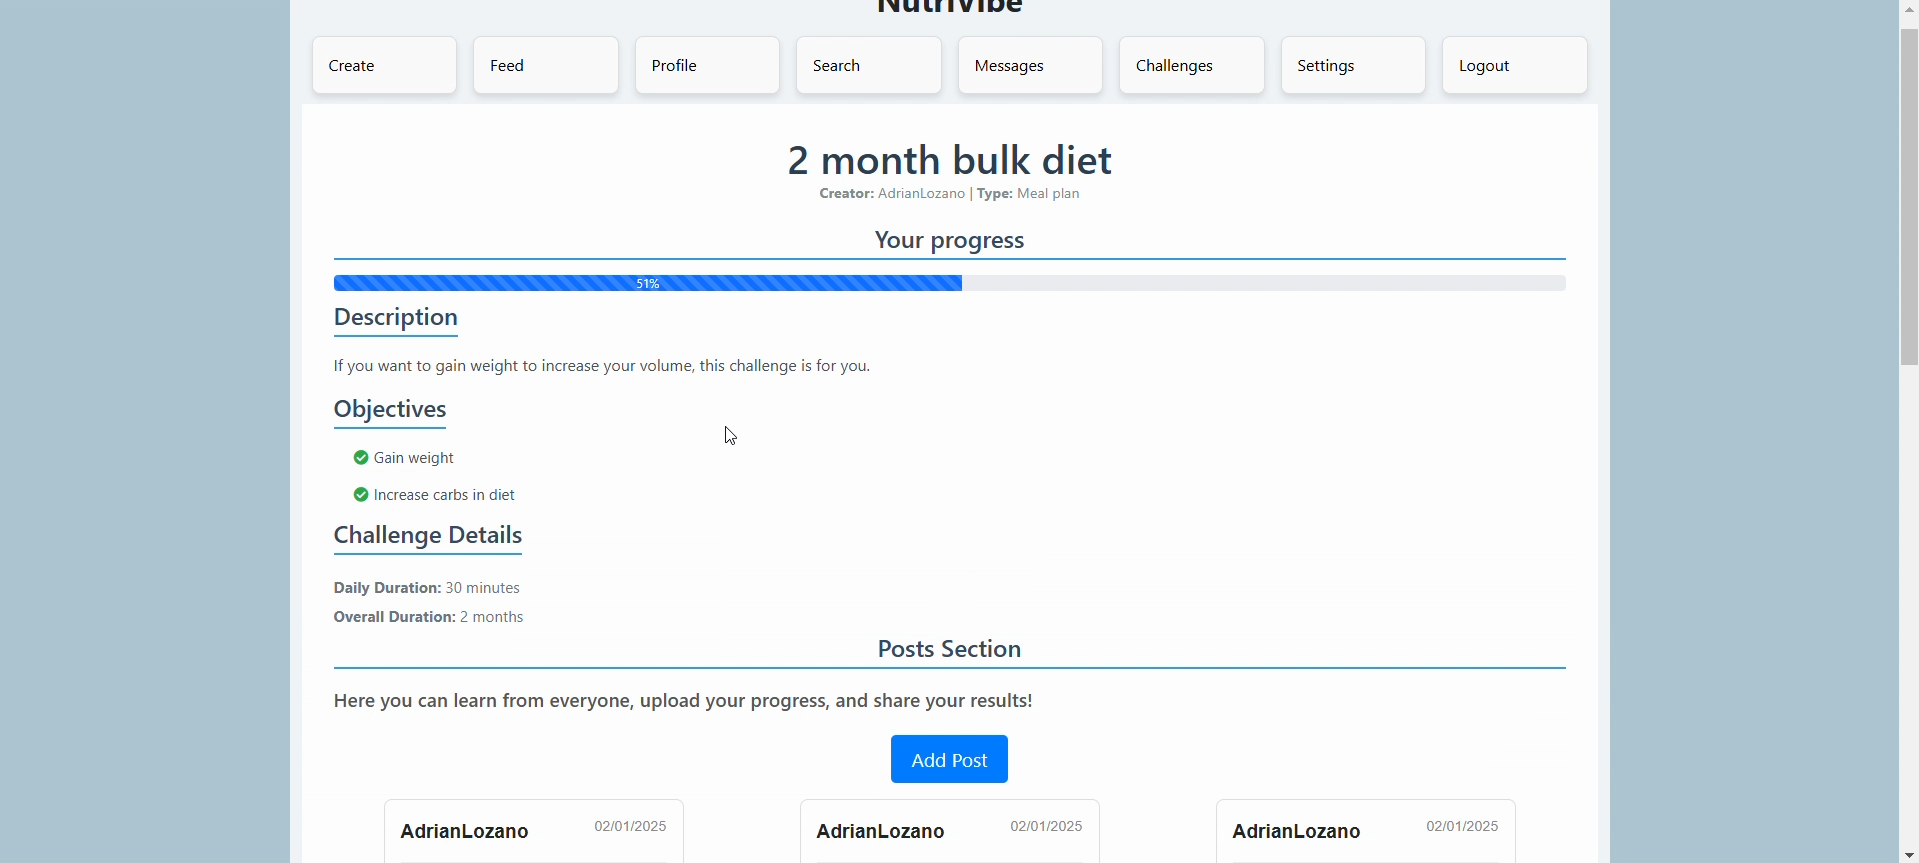 NutriVibe
Create
Feed
Profile
Search
Messages
Challenges
Settings
Logout
2 month bulk diet
Creator: AdrianLozano | Type: Meal plan
Your progress
51%
Description
If you want to gain weight to increase your volume, this challenge is for you.
Objectives
Gain weight
Increase carbs in diet
Challenge Details
Daily Duration: 30 minutes
Overall Duration: 2 months
Posts Section
Here you can learn from everyone, upload your progress, and share your results!
Add Post
AdrianLozano 02/01/2025
AdrianLozano 02/01/2025
AdrianLozano 02/01/2025